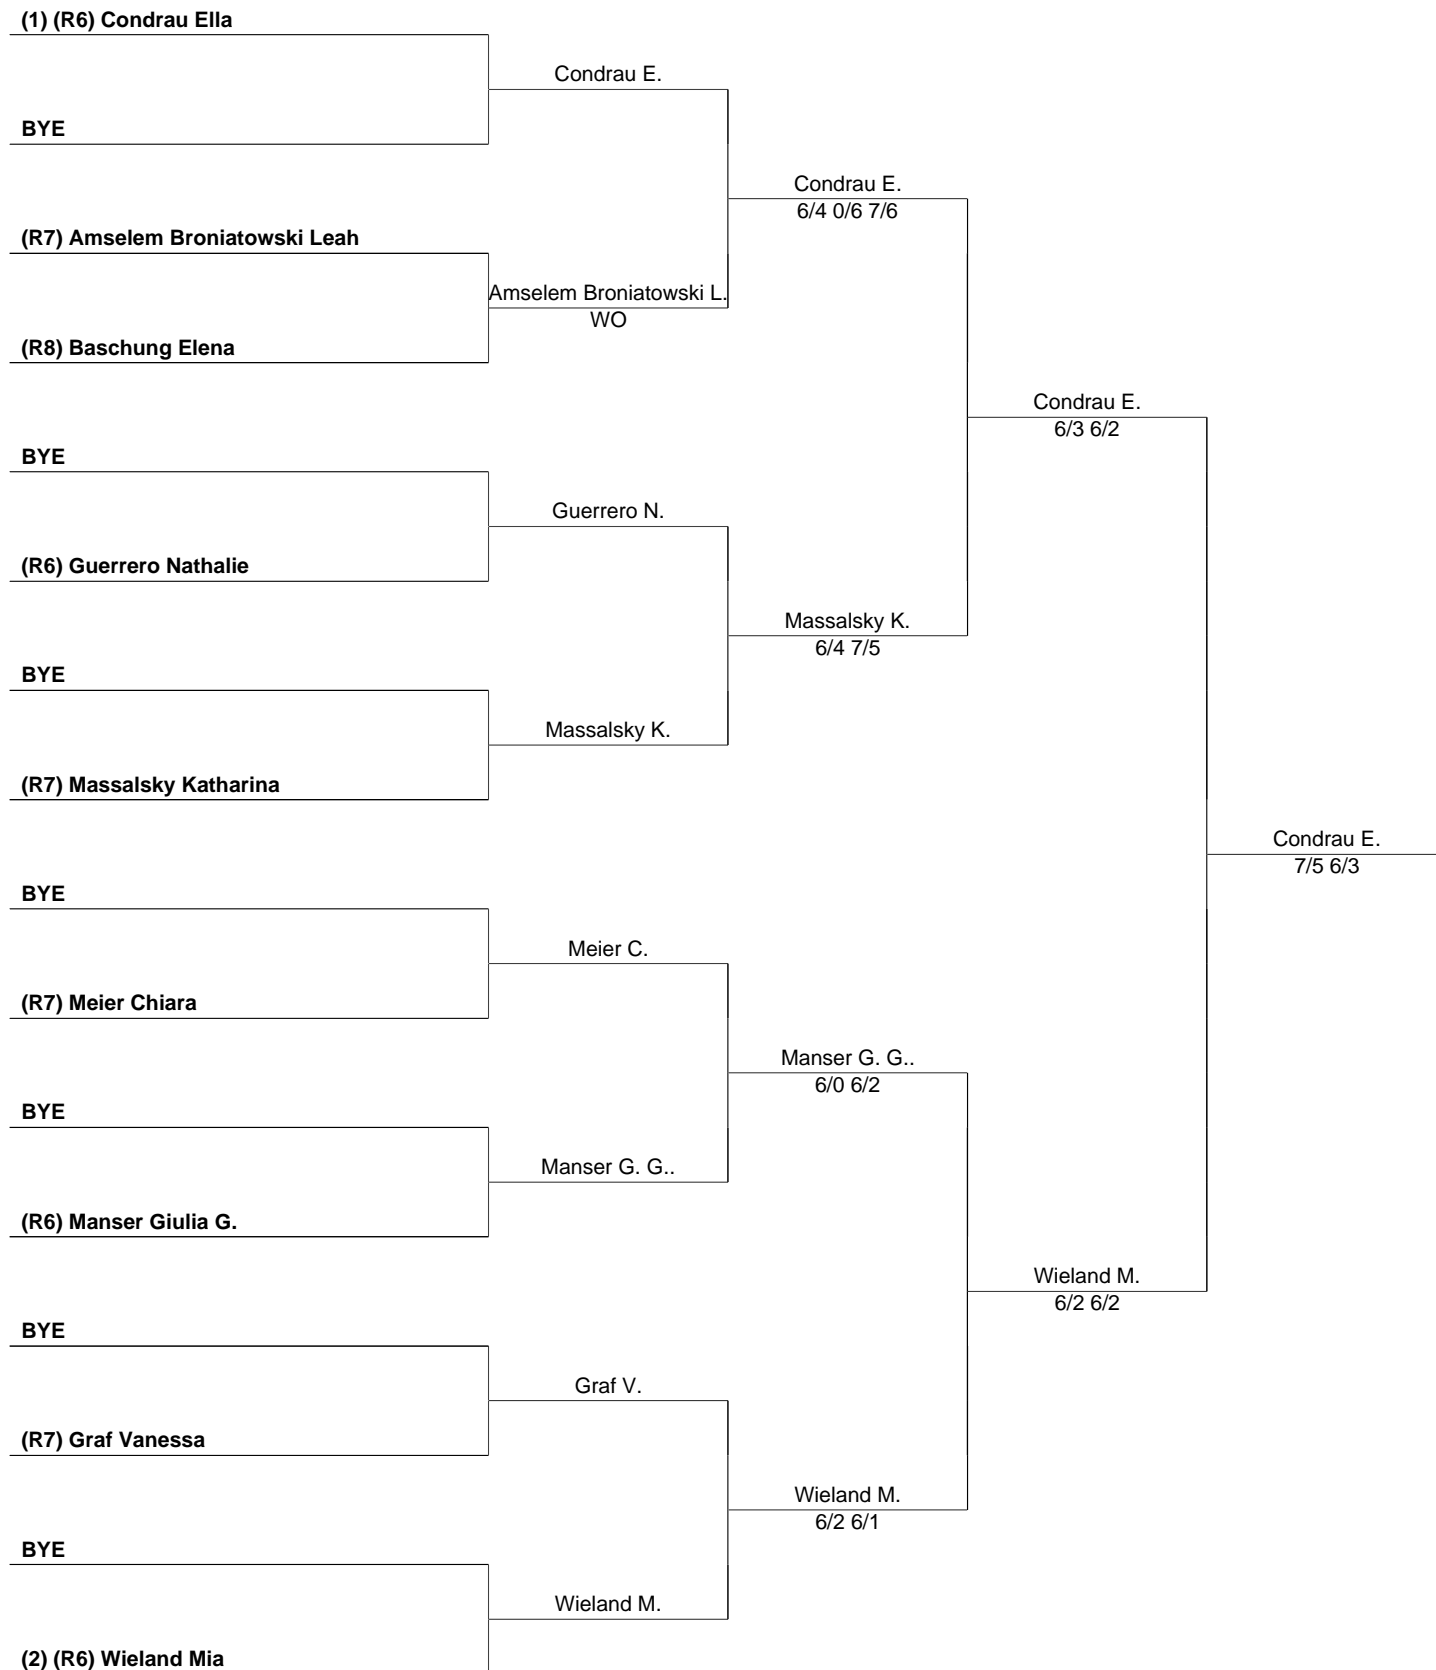 (1) (R6) Condrau Ella
Condrau E.
BYE
Condrau E.
6/4 0/6 7/6
(R7) Amselem Broniatowski Leah
Amselem Broniatowski L.
WO
(R8) Baschung Elena
Condrau E.
6/3 6/2
BYE
Guerrero N.
(R6) Guerrero Nathalie
Massalsky K.
6/4 7/5
BYE
Massalsky K.
(R7) Massalsky Katharina
Condrau E.
7/5 6/3
BYE
Meier C.
(R7) Meier Chiara
Manser G. G..
6/0 6/2
BYE
Manser G. G..
(R6) Manser Giulia G.
Wieland M.
6/2 6/2
BYE
Graf V.
(R7) Graf Vanessa
Wieland M.
6/2 6/1
BYE
Wieland M.
(2) (R6) Wieland Mia